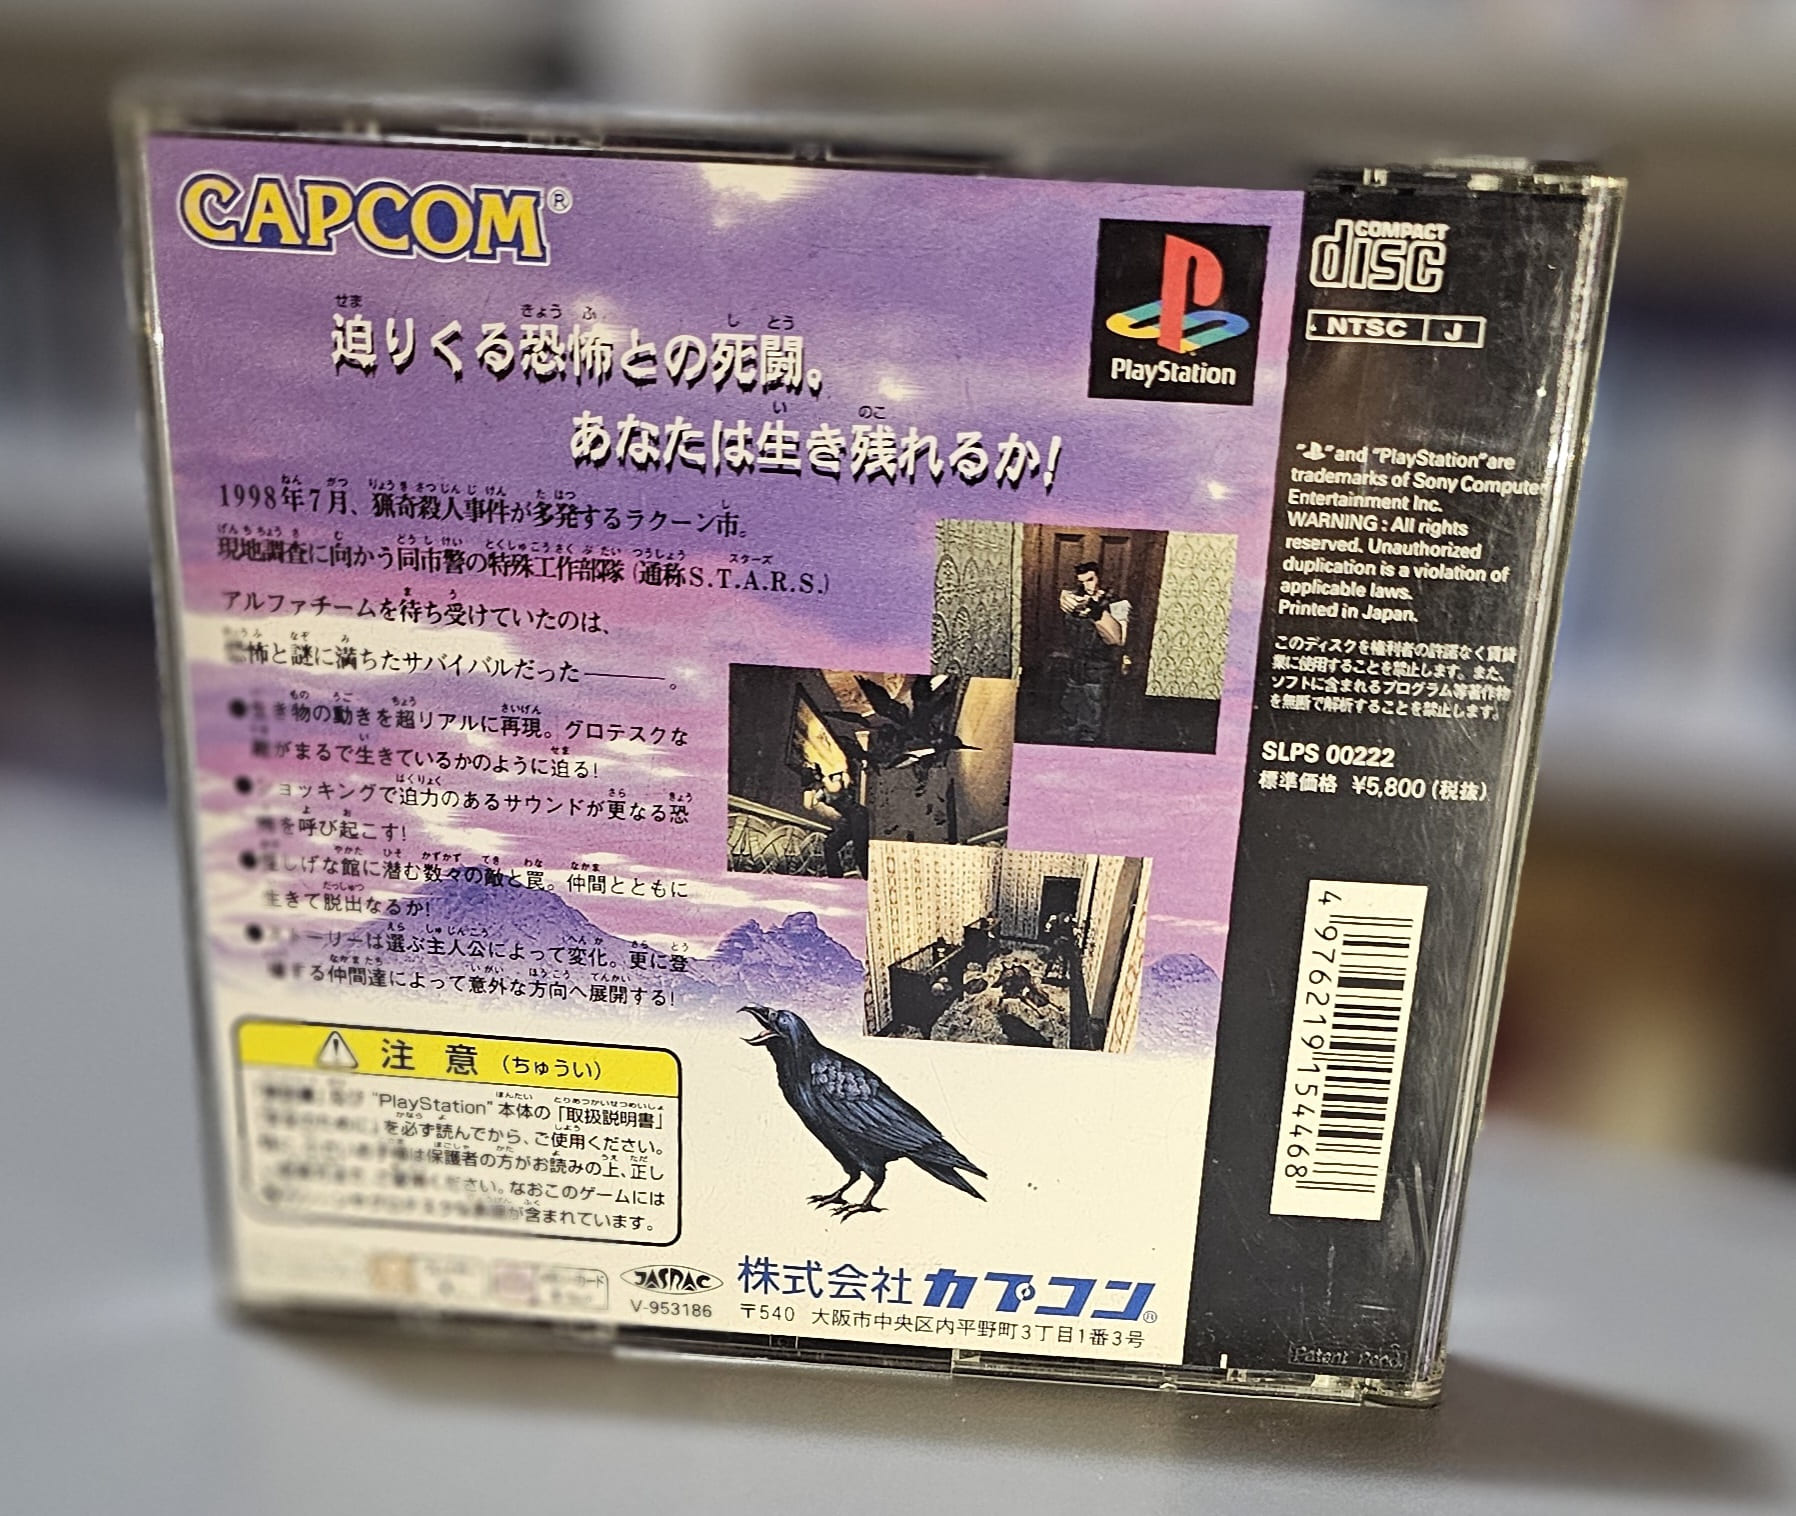 CAPCOM®
迫りくる恐怖との死闘。
あなたは生き残れるか!
1998年7月、猟奇殺人事件が多発するラクーン市。
現地調査に向かう同市警の特殊工作部隊(通称S.T.A.R.S.)
アルファチームを待ち受けていたのは、
恐怖と謎に満ちたサバイバルだった———。
●生き物の動きを超リアルに再現。グロテスクな
がまるで生きているかのように迫る!
●ショッキングで迫力のあるサウンドが更なる恐
怖を呼び起こす!
●怪しげな館に潜む数々の敵と罠。仲間とともに
生きて脱出なるか!
●ストーリーは選ぶ主人公によって変化。更に登
場する仲間達によって意外な方向へ展開する!
注意(ちゅうい)
"PlayStation"本体の「取扱説明書」
を必ず読んでから、ご使用ください。
は保護者の方がお読みの上、正し
ください。なおこのゲームには
が含まれています。
JASRAC
V-953186
株式会社カプコン®
〒540 大阪市中央区内平野町3丁目1番3号
PlayStation
COMPACT
disc
NTSC J
"PS" and "PlayStation" are
trademarks of Sony Computer
Entertainment Inc.
WARNING : All rights
reserved. Unauthorized
duplication is a violation of
applicable laws.
Printed in Japan.
このディスクを権利者の許諾なく賃貸
業に使用することを禁止します。また、
ソフトに含まれるプログラム等著作物
を無断で解析することを禁止します。
SLPS 00222
標準価格 ¥5,800(税抜)
4976219154468